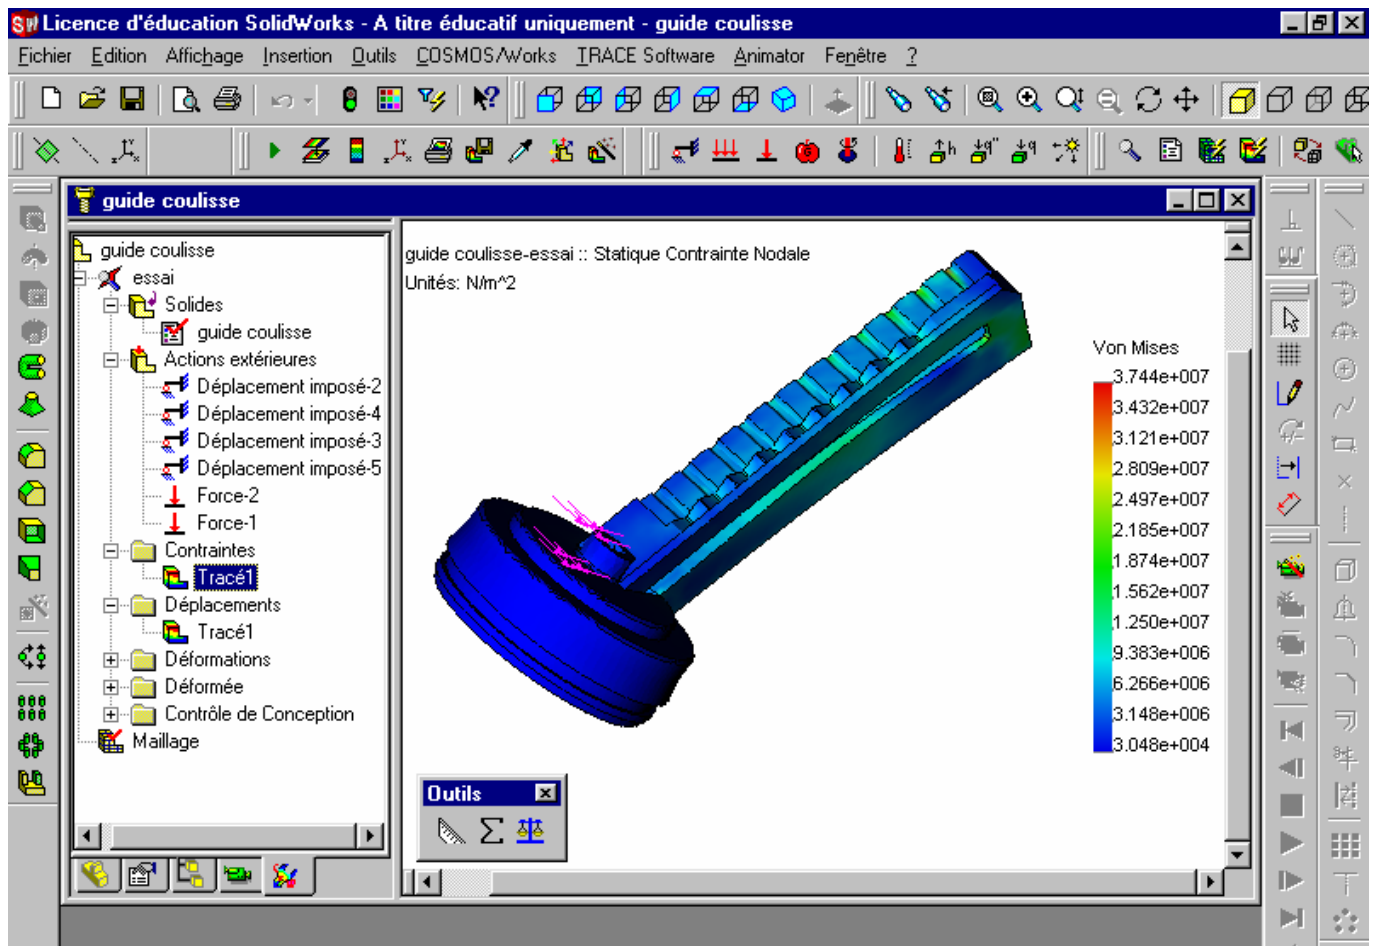 Licence d'éducation SolidWorks - A titre éducatif uniquement - guide coulisse
Fichier Edition Affichage Insertion Outils COSMOS/Works TRACE Software Animator Fenêtre ?
guide coulisse
guide coulisse
essai
Solides
guide coulisse
Actions extérieures
Déplacement imposé-2
Déplacement imposé-4
Déplacement imposé-3
Déplacement imposé-5
Force-2
Force-1
Contraintes
Tracé1
Déplacements
Tracé1
Déformations
Déformée
Contrôle de Conception
Maillage
guide coulisse-essai :: Statique Contrainte Nodale
Unités: N/m^2
Von Mises
3.744e+007
3.432e+007
3.121e+007
2.809e+007
2.497e+007
2.185e+007
1.874e+007
1.562e+007
1.250e+007
9.383e+006
6.266e+006
3.148e+006
3.048e+004
Outils